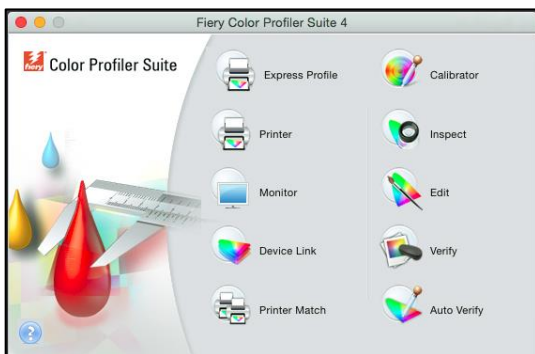 Fiery Color Profiler Suite 4
fiery Color Profiler Suite
Express Profile
Calibrator
Printer
Inspect
Monitor
Edit
Device Link
Verify
Printer Match
Auto Verify
?